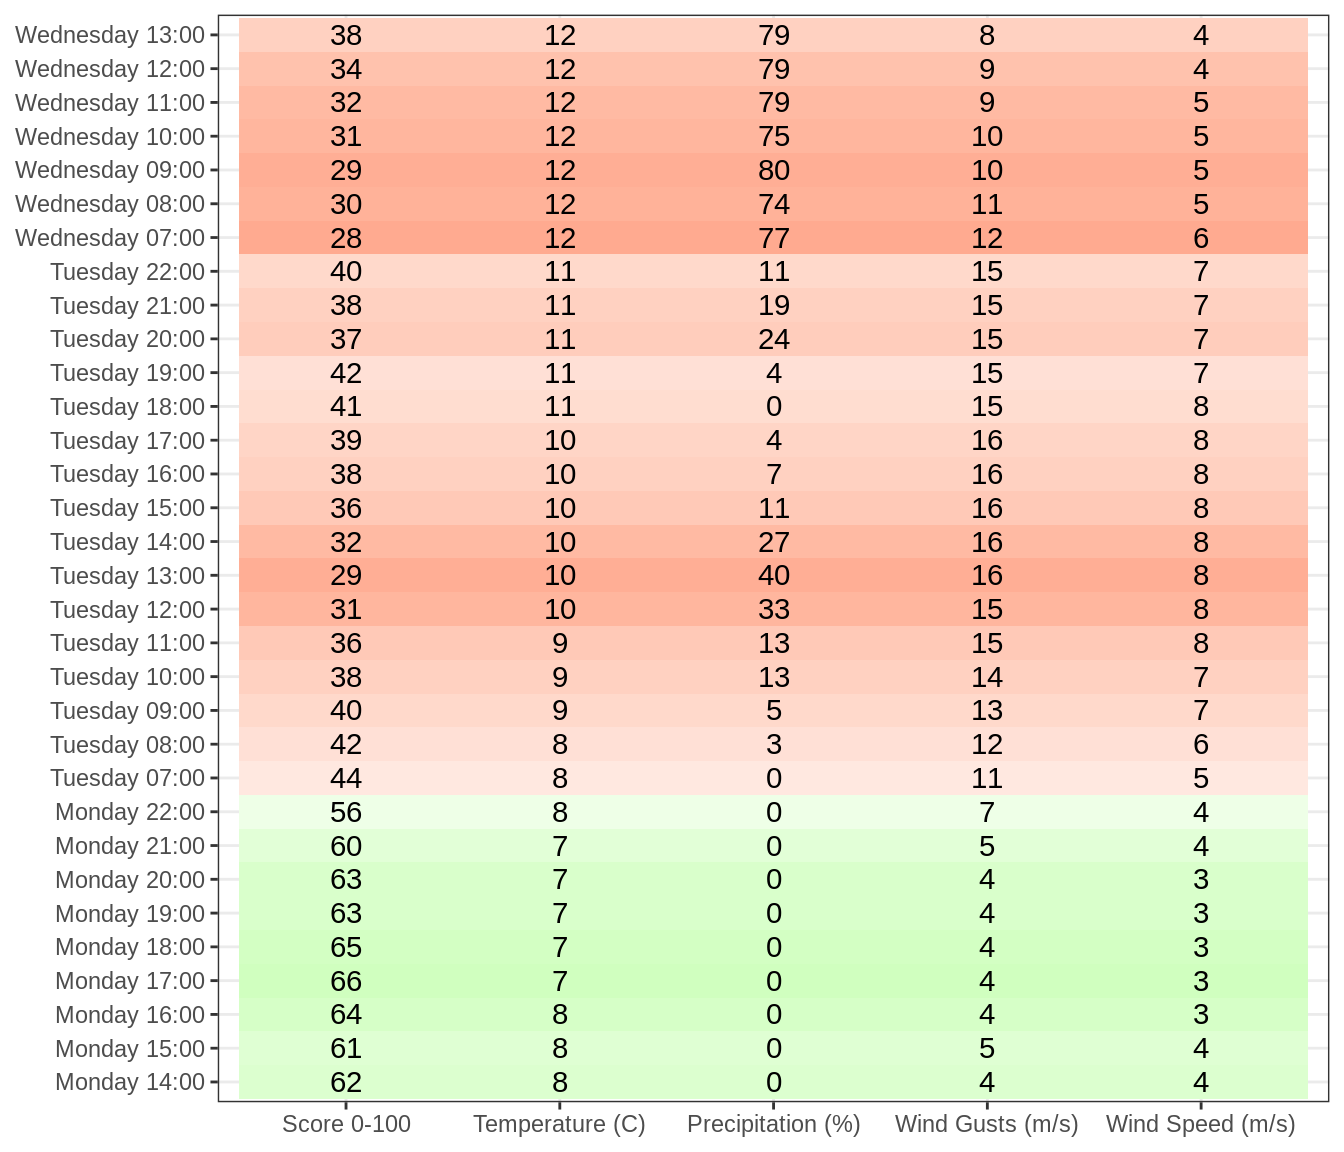 Wednesday 13:00 38 12 79 8 4
Wednesday 12:00 34 12 79 9 4
Wednesday 11:00 32 12 79 9 5
Wednesday 10:00 31 12 75 10 5
Wednesday 09:00 29 12 80 10 5
Wednesday 08:00 30 12 74 11 5
Wednesday 07:00 28 12 77 12 6
Tuesday 22:00 40 11 11 15 7
Tuesday 21:00 38 11 19 15 7
Tuesday 20:00 37 11 24 15 7
Tuesday 19:00 42 11 4 15 7
Tuesday 18:00 41 11 0 15 8
Tuesday 17:00 39 10 4 16 8
Tuesday 16:00 38 10 7 16 8
Tuesday 15:00 36 10 11 16 8
Tuesday 14:00 32 10 27 16 8
Tuesday 13:00 29 10 40 16 8
Tuesday 12:00 31 10 33 15 8
Tuesday 11:00 36 9 13 15 8
Tuesday 10:00 38 9 13 14 7
Tuesday 09:00 40 9 5 13 7
Tuesday 08:00 42 8 3 12 6
Tuesday 07:00 44 8 0 11 5
Monday 22:00 56 8 0 7 4
Monday 21:00 60 7 0 5 4
Monday 20:00 63 7 0 4 3
Monday 19:00 63 7 0 4 3
Monday 18:00 65 7 0 4 3
Monday 17:00 66 7 0 4 3
Monday 16:00 64 8 0 4 3
Monday 15:00 61 8 0 5 4
Monday 14:00 62 8 0 4 4
Score 0-100 Temperature (C) Precipitation (%) Wind Gusts (m/s) Wind Speed (m/s)